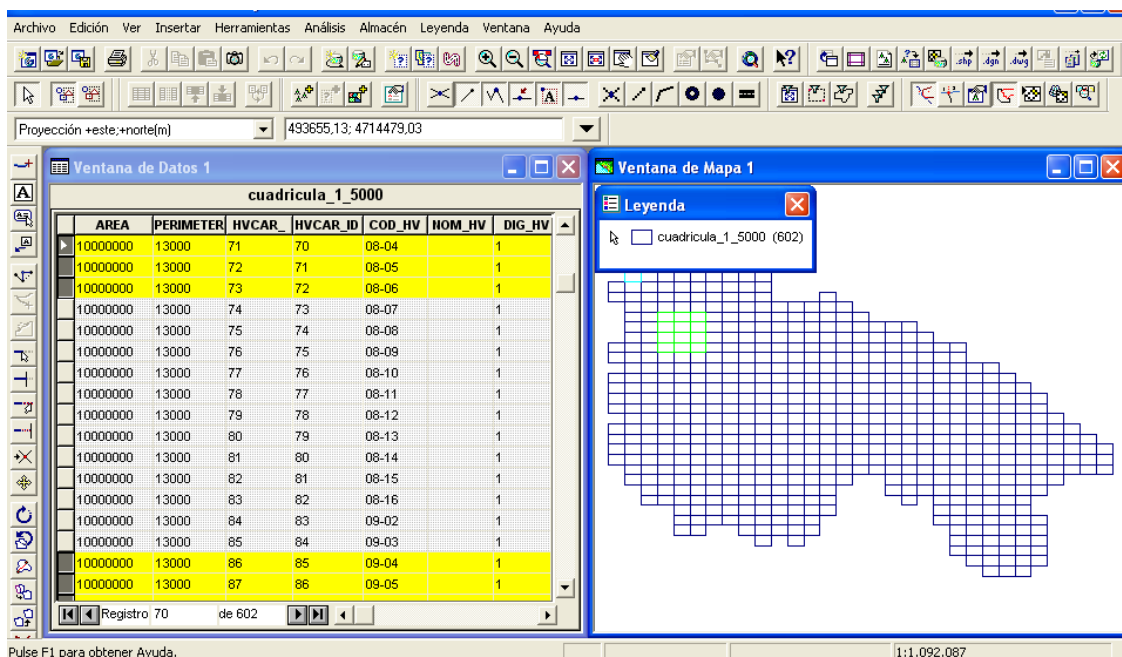 Archivo Edición Ver Insertar Herramientas Análisis Almacén Leyenda Ventana Ayuda
.shp .dgn .dwg
Proyección +este;+norte(m) 493655,13; 4714479,03
Ventana de Datos 1
cuadricula_1_5000
AREA PERIMETER HVCAR_ HVCAR_ID COD_HV NOM_HV DIG_HV
10000000 13000 71 70 08-04 1
10000000 13000 72 71 08-05 1
10000000 13000 73 72 08-06 1
10000000 13000 74 73 08-07 1
10000000 13000 75 74 08-08 1
10000000 13000 76 75 08-09 1
10000000 13000 77 76 08-10 1
10000000 13000 78 77 08-11 1
10000000 13000 79 78 08-12 1
10000000 13000 80 79 08-13 1
10000000 13000 81 80 08-14 1
10000000 13000 82 81 08-15 1
10000000 13000 83 82 08-16 1
10000000 13000 84 83 09-02 1
10000000 13000 85 84 09-03 1
10000000 13000 86 85 09-04 1
10000000 13000 87 86 09-05 1
Registro 70 de 602
Ventana de Mapa 1
Leyenda
cuadricula_1_5000 (602)
Pulse F1 para obtener Ayuda.
1:1.092.087